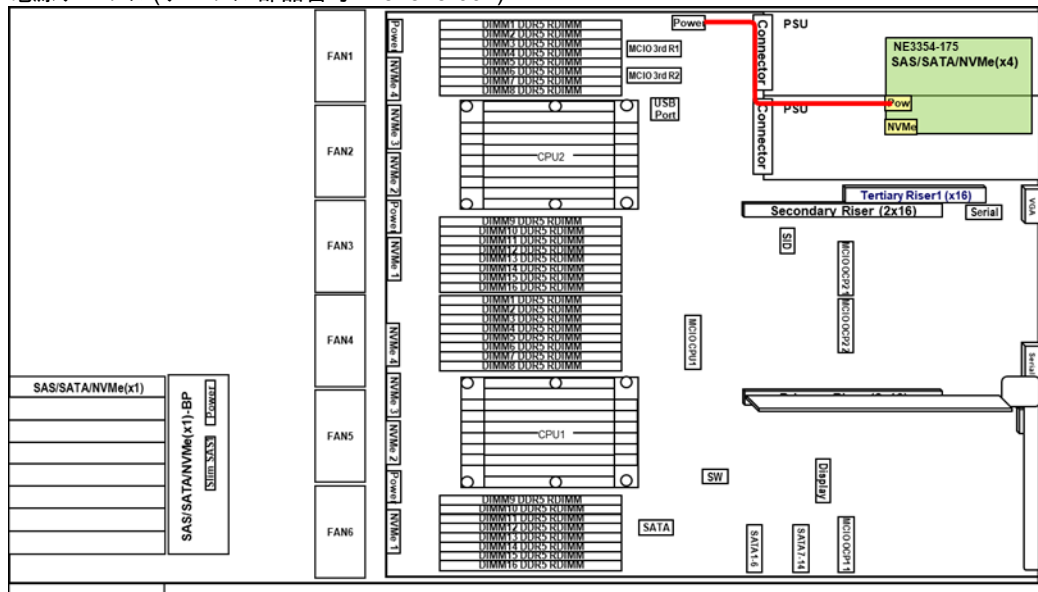 FAN1
FAN2
FAN3
FAN4
FAN5
FAN6
Power
NVMe 4
NVMe 3
NVMe 2
Power
NVMe 1
NVMe 4
NVMe 3
NVMe 2
Power
NVMe 1
DIMM1 DDR5 RDIMM
DIMM2 DDR5 RDIMM
DIMM3 DDR5 RDIMM
DIMM4 DDR5 RDIMM
DIMM5 DDR5 RDIMM
DIMM6 DDR5 RDIMM
DIMM7 DDR5 RDIMM
DIMM8 DDR5 RDIMM
CPU2
DIMM9 DDR5 RDIMM
DIMM10 DDR5 RDIMM
DIMM11 DDR5 RDIMM
DIMM12 DDR5 RDIMM
DIMM13 DDR5 RDIMM
DIMM14 DDR5 RDIMM
DIMM15 DDR5 RDIMM
DIMM16 DDR5 RDIMM
DIMM1 DDR5 RDIMM
DIMM2 DDR5 RDIMM
DIMM3 DDR5 RDIMM
DIMM4 DDR5 RDIMM
DIMM5 DDR5 RDIMM
DIMM6 DDR5 RDIMM
DIMM7 DDR5 RDIMM
DIMM8 DDR5 RDIMM
CPU1
DIMM9 DDR5 RDIMM
DIMM10 DDR5 RDIMM
DIMM11 DDR5 RDIMM
DIMM12 DDR5 RDIMM
DIMM13 DDR5 RDIMM
DIMM14 DDR5 RDIMM
DIMM15 DDR5 RDIMM
DIMM16 DDR5 RDIMM
Power
MCIO 3rd R1
MCIO 3rd R2
USB
Port
Connector
PSU
Connector
PSU
NE3354-175
SAS/SATA/NVMe(x4)
Pow
NVMe
Tertiary Riser1 (x16)
Secondary Riser (2x16)
Serial
VGA
SID
MCIO OCP21
MCIO OCP22
MCIO CPU1
Serial
SW
Display
SATA
SATA1-6
SATA7-14
MCIO OCP11
SAS/SATA/NVMe(x1)
SAS/SATA/NVMe(x1)-BP
Power
Slim SAS1